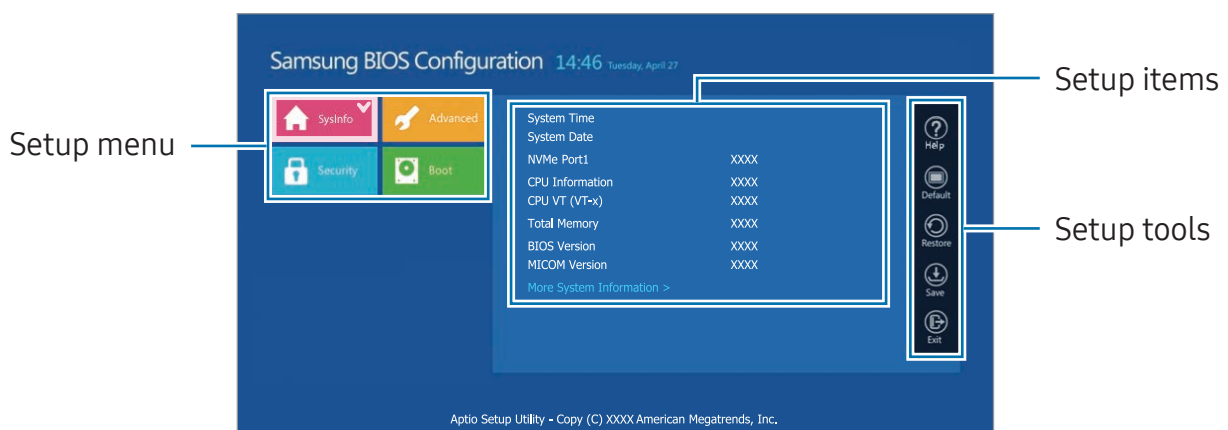 Samsung BIOS Configuration 14:46 Tuesday, April 27
Setup items
Setup menu
SysInfo
Advanced
Security
Boot
System Time
System Date
NVMe Port1 XXXX
CPU Information XXXX
CPU VT (VT-x) XXXX
Total Memory XXXX
BIOS Version XXXX
MICOM Version XXXX
More System Information >
Help
Default
Restore
Save
Exit
Setup tools
Aptio Setup Utility - Copy (C) XXXX American Megatrends, Inc.